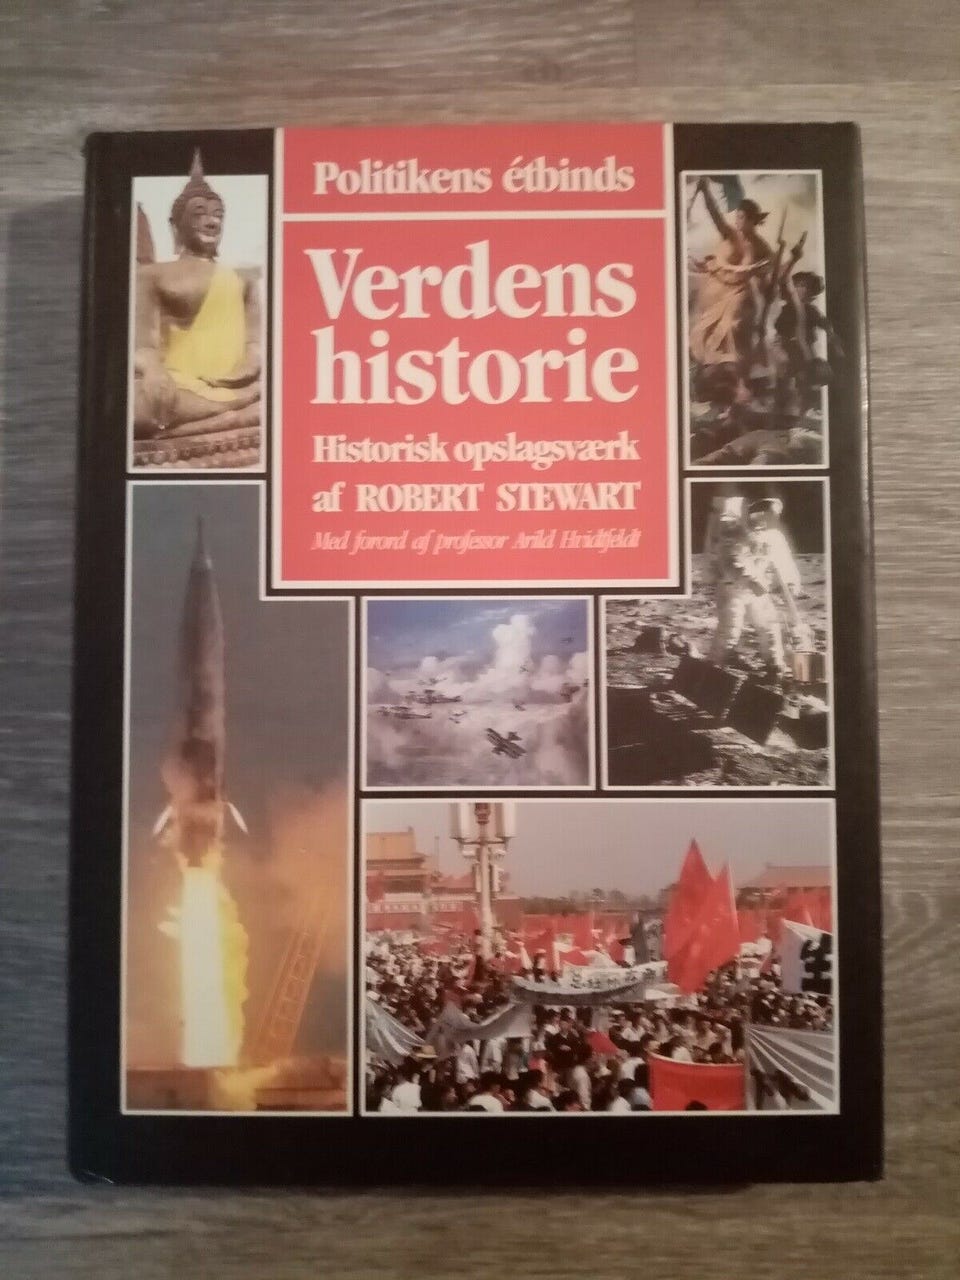 Politikens étbinds
Verdens
historie
Historisk opslagsværk
af ROBERT STEWART
Med forord af professor Arild Hvidtfeldt